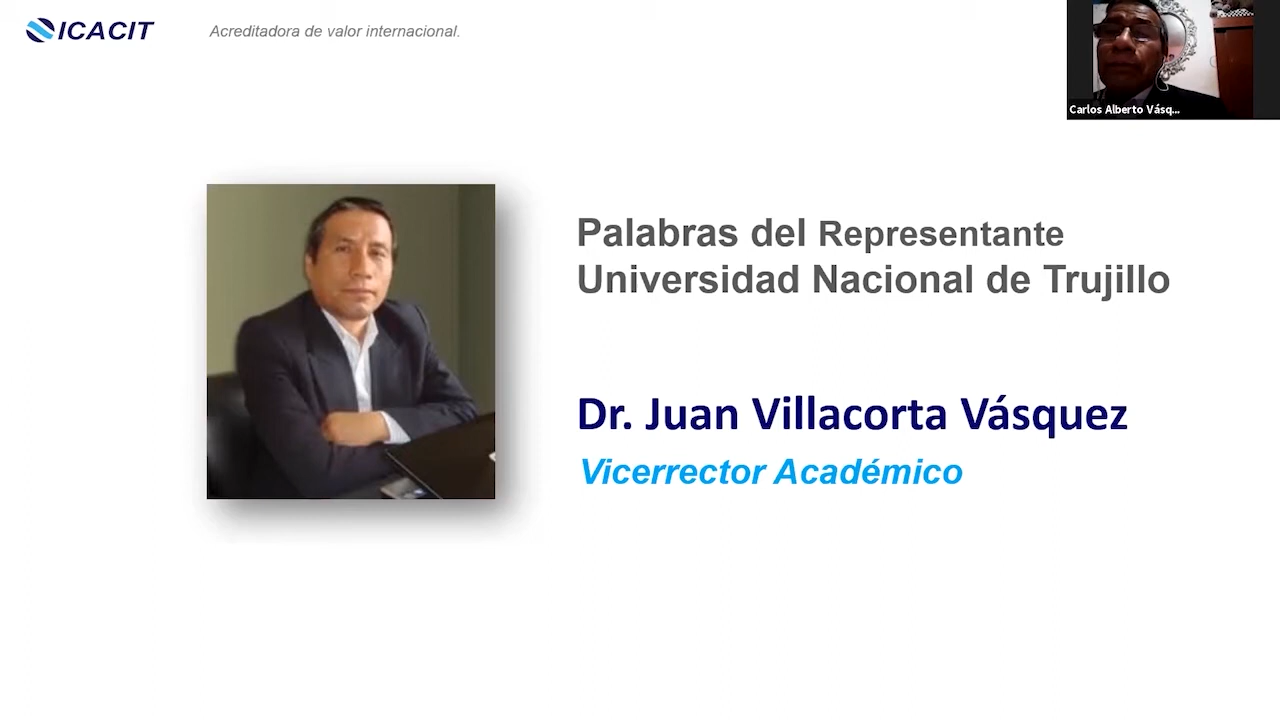 ICACIT
Acreditadora de valor internacional.
Carlos Alberto Vásq...
Palabras del Representante
Universidad Nacional de Trujillo
Dr. Juan Villacorta Vásquez
Vicerrector Académico